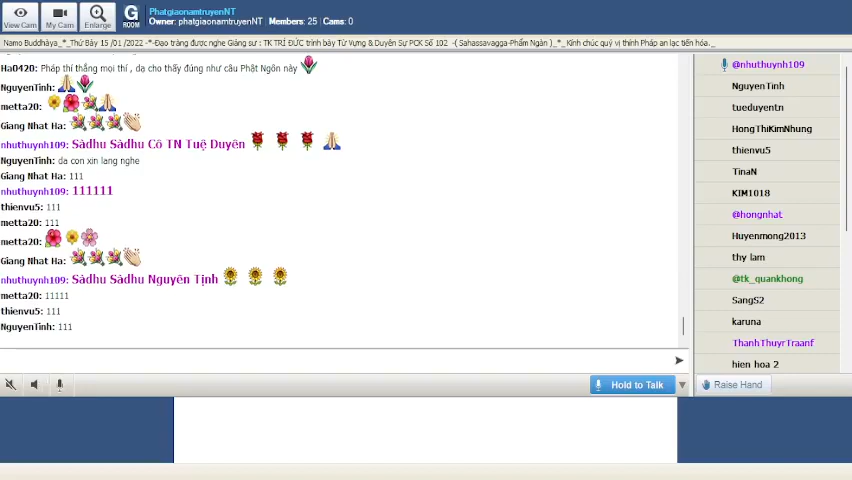 View Cam
My Cam
Enlarge
G ROOM
PhatgiaonamtruyenNT
Owner: phatgiaonamtruyenNT Members: 25 Cams: 0
Namo Buddhàya_*_Thứ Bảy 15 /01 /2022 -*-Đạo tràng được nghe Giảng sư : TK TRÍ ĐỨC trình bày Từ Vựng & Duyên Sự PCK Số 102 -( Sahassavagga-Phẩm Ngàn )_*_ Kính chúc quý vị thính Pháp an lạc tiến hóa._
Ha0420: Pháp thí thắng mọi thí , dạ cho thấy đúng như câu Phật Ngôn này
NguyenTinh:
metta20:
Giang Nhat Ha:
nhuthuynh109: Sàdhu Sàdhu Cô TN Tuệ Duyên
NguyenTinh: da con xin lang nghe
Giang Nhat Ha: 111
nhuthuynh109: 111111
thienvu5: 111
metta20: 111
metta20:
Giang Nhat Ha:
nhuthuynh109: Sàdhu Sàdhu Nguyên Tịnh
metta20: 11111
thienvu5: 111
NguyenTinh: 111
Hold to Talk
@nhuthuynh109
NguyenTinh
tueduyentn
HongThiKimNhung
thienvu5
TinaN
KIM1018
@hongnhat
Huyenmong2013
thy lam
@tk_quankhong
SangS2
karuna
ThanhThuyrTraanf
hien hoa 2
Raise Hand